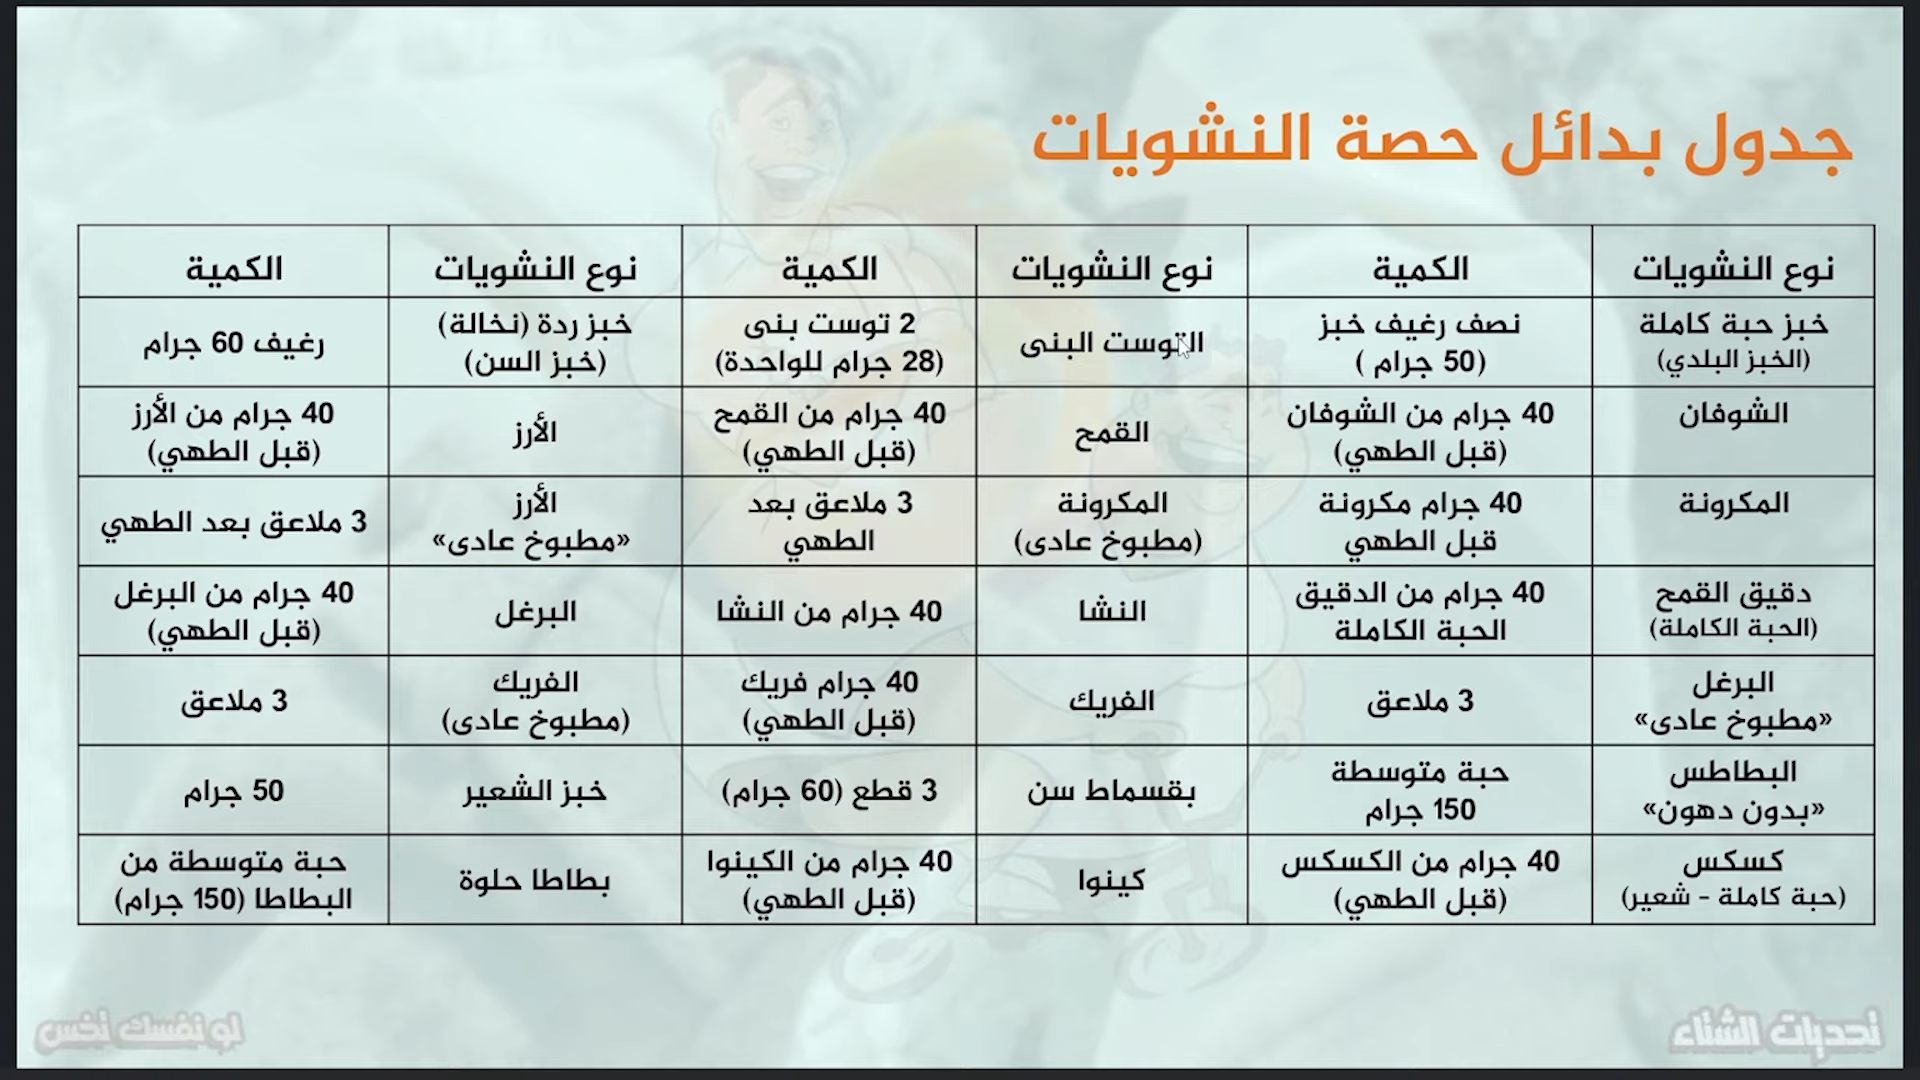 جدول بدائل حصة النشويات
نوع النشويات
الكمية
نوع النشويات
الكمية
نوع النشويات
الكمية
خبز حبة كاملة
(الخبز البلدي)
نصف رغيف خبز
(50 جرام )
التوست البنى
2 توست بنى
(28 جرام للواحدة)
خبز ردة (نخالة)
(خبز السن)
رغيف 60 جرام
الشوفان
40 جرام من الشوفان
(قبل الطهي)
القمح
40 جرام من القمح
(قبل الطهي)
الأرز
40 جرام من الأرز
(قبل الطهي)
المكرونة
40 جرام مكرونة
قبل الطهي
المكرونة
(مطبوخ عادى)
3 ملاعق بعد
الطهي
الأرز
«مطبوخ عادى»
3 ملاعق بعد الطهي
دقيق القمح
(الحبة الكاملة)
40 جرام من الدقيق
الحبة الكاملة
النشا
40 جرام من النشا
البرغل
40 جرام من البرغل
(قبل الطهي)
البرغل
«مطبوخ عادى»
3 ملاعق
الفريك
40 جرام فريك
(قبل الطهي)
الفريك
(مطبوخ عادى)
3 ملاعق
البطاطس
«بدون دهون»
حبة متوسطة
150 جرام
بقسماط سن
3 قطع (60 جرام)
خبز الشعير
50 جرام
كسكس
(حبة كاملة - شعير)
40 جرام من الكسكس
(قبل الطهي)
كينوا
40 جرام من الكينوا
(قبل الطهي)
بطاطا حلوة
حبة متوسطة من
البطاطا (150 جرام)
تحديات الشتاء
لو نفسك تخس